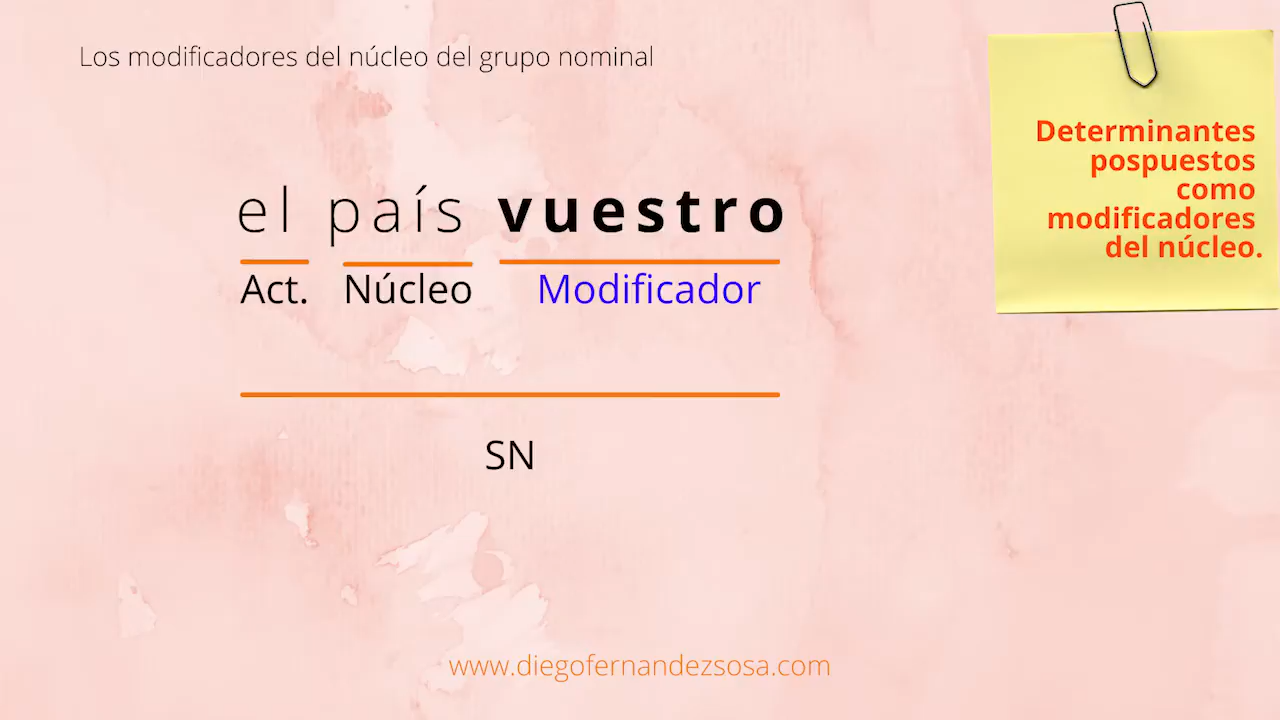 Los modificadores del núcleo del grupo nominal
Determinantes
pospuestos
como
modificadores
del núcleo.
el país vuestro
Act. Núcleo Modificador
SN
www.diegofernandezsosa.com